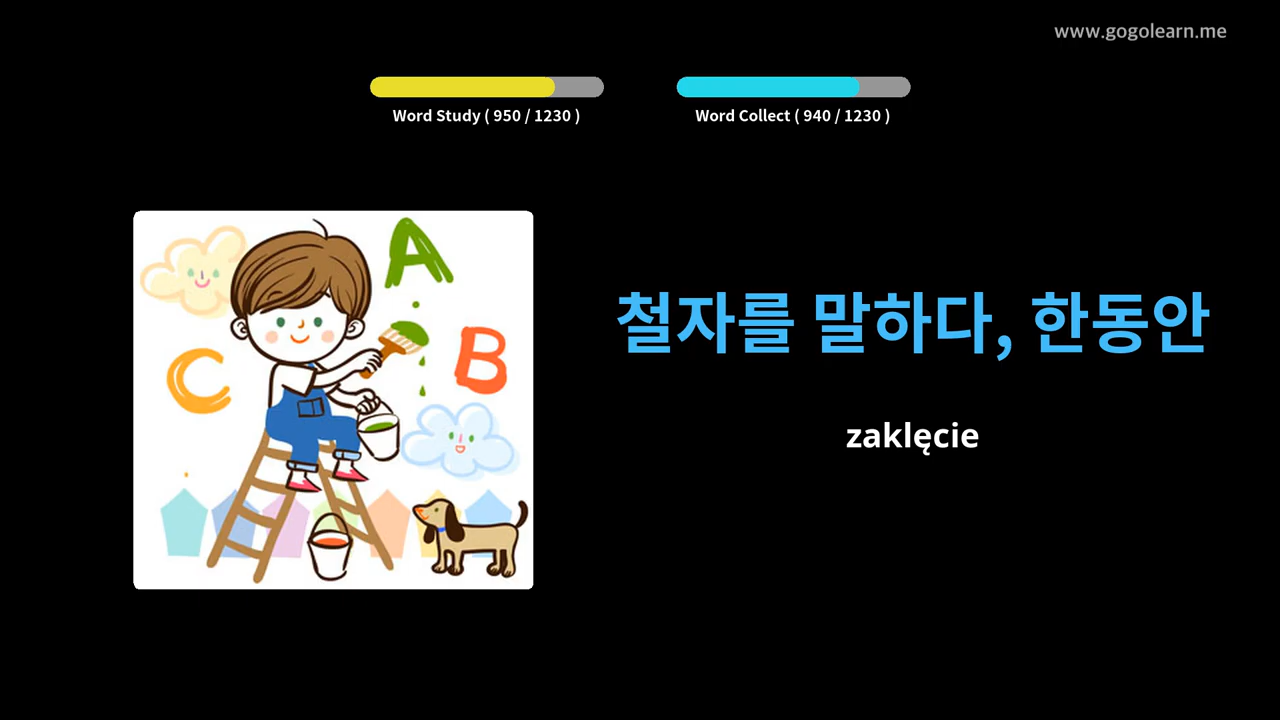 www.gogolearn.me
Word Study ( 950 / 1230 )
Word Collect ( 940 / 1230 )
A
B
C
철자를 말하다, 한동안
zaklęcie